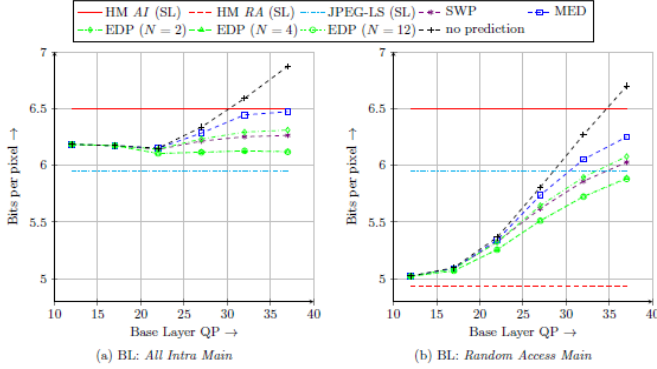 HM AI (SL) HM RA (SL) JPEG-LS (SL) SWP MED
EDP (N = 2) EDP (N = 4) EDP (N = 12) no prediction
7
6.5
6
5.5
5
Bits per pixel →
10 15 20 25 30 35 40
Base Layer QP →
(a) BL: All Intra Main
7
6.5
6
5.5
5
Bits per pixel →
10 15 20 25 30 35 40
Base Layer QP →
(b) BL: Random Access Main